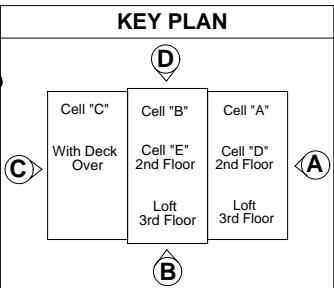 KEY PLAN
D
Cell "C"
With Deck
Over
Cell "B"
Cell "E"
2nd Floor
Loft
3rd Floor
Cell "A"
Cell "D"
2nd Floor
Loft
3rd Floor
C
A
B